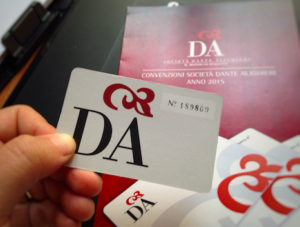 DA
SOCIETÀ DANTE ALIGHIERI
CONVENZIONI SOCIETÀ DANTE ALIGHIERI
ANNO 2015
Nº 189869
DA
DA